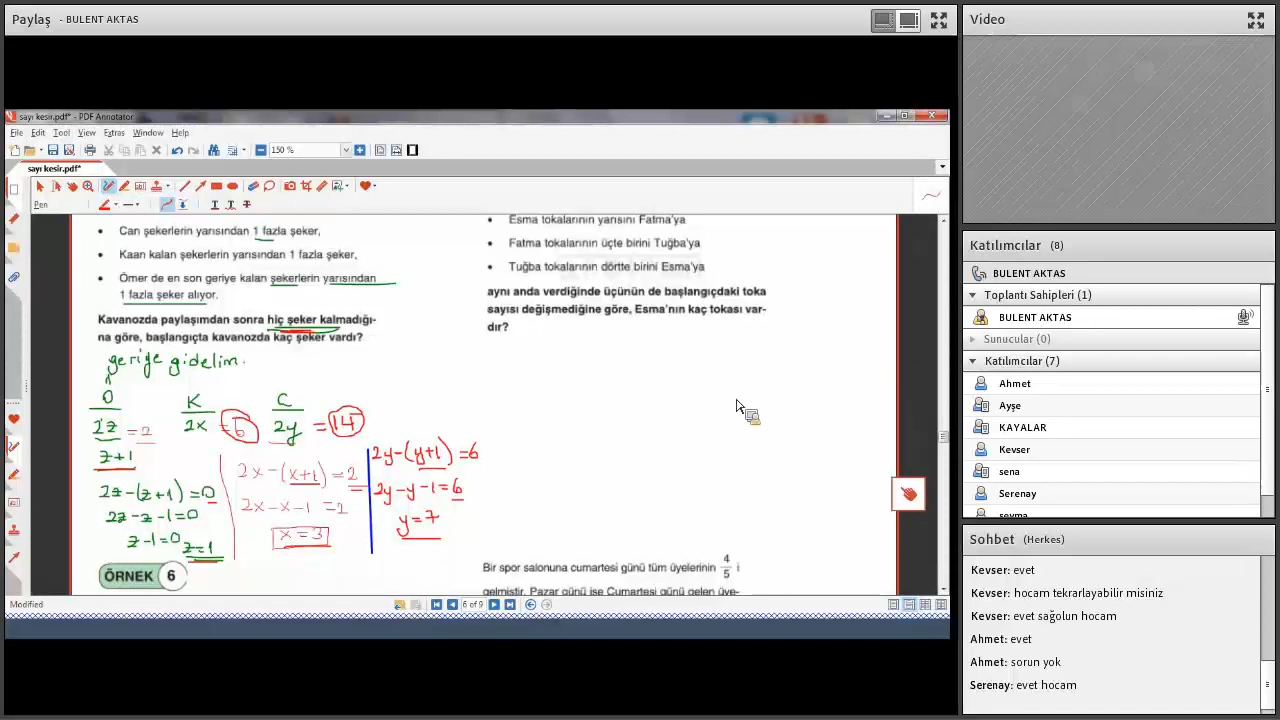 Paylaş - BULENT AKTAS
sayı kesir.pdf* - PDF Annotator
File Edit Tool View Extras Window Help
150 %
sayı kesir.pdf*
Pen
• Can şekerlerin yarısından 1 fazla şeker,
• Kaan kalan şekerlerin yarısından 1 fazla şeker,
• Ömer de en son geriye kalan şekerlerin yarısından
1 fazla şeker alıyor.
Kavanozda paylaşımdan sonra hiç şeker kalmadığı-
na göre, başlangıçta kavanozda kaç şeker vardı?
geriye gidelim.
O K C
2z = 2 2x = 6 2y = 14
z+1
2z-(z+1)=0
2z-z-1=0
z-1=0 z=1
2x-(x+1)=2
2x-x-1=2
x=3
2y-(y+1)=6
2y-y-1=6
y=7
ÖRNEK 6
• Esma tokalarının yarısını Fatma'ya
• Fatma tokalarının üçte birini Tuğba'ya
• Tuğba tokalarının dörtte birini Esma'ya
aynı anda verdiğinde üçünün de başlangıçdaki toka
sayısı değişmediğine göre, Esma'nın kaç tokası var-
dır?
Bir spor salonuna cumartesi günü tüm üyelerinin 4/5 i
gelmiştir. Pazar günü ise Cumartesi günü gelen üye-
Modified
6 of 9
Video
Katılımcılar (8)
BULENT AKTAS
Toplantı Sahipleri (1)
BULENT AKTAS
Sunucular (0)
Katılımcılar (7)
Ahmet
Ayşe
KAYALAR
Kevser
sena
Serenay
seyma
Sohbet (Herkes)
Kevser: evet
Kevser: hocam tekrarlayabilir misiniz
Kevser: evet sağolun hocam
Ahmet: evet
Ahmet: sorun yok
Serenay: evet hocam